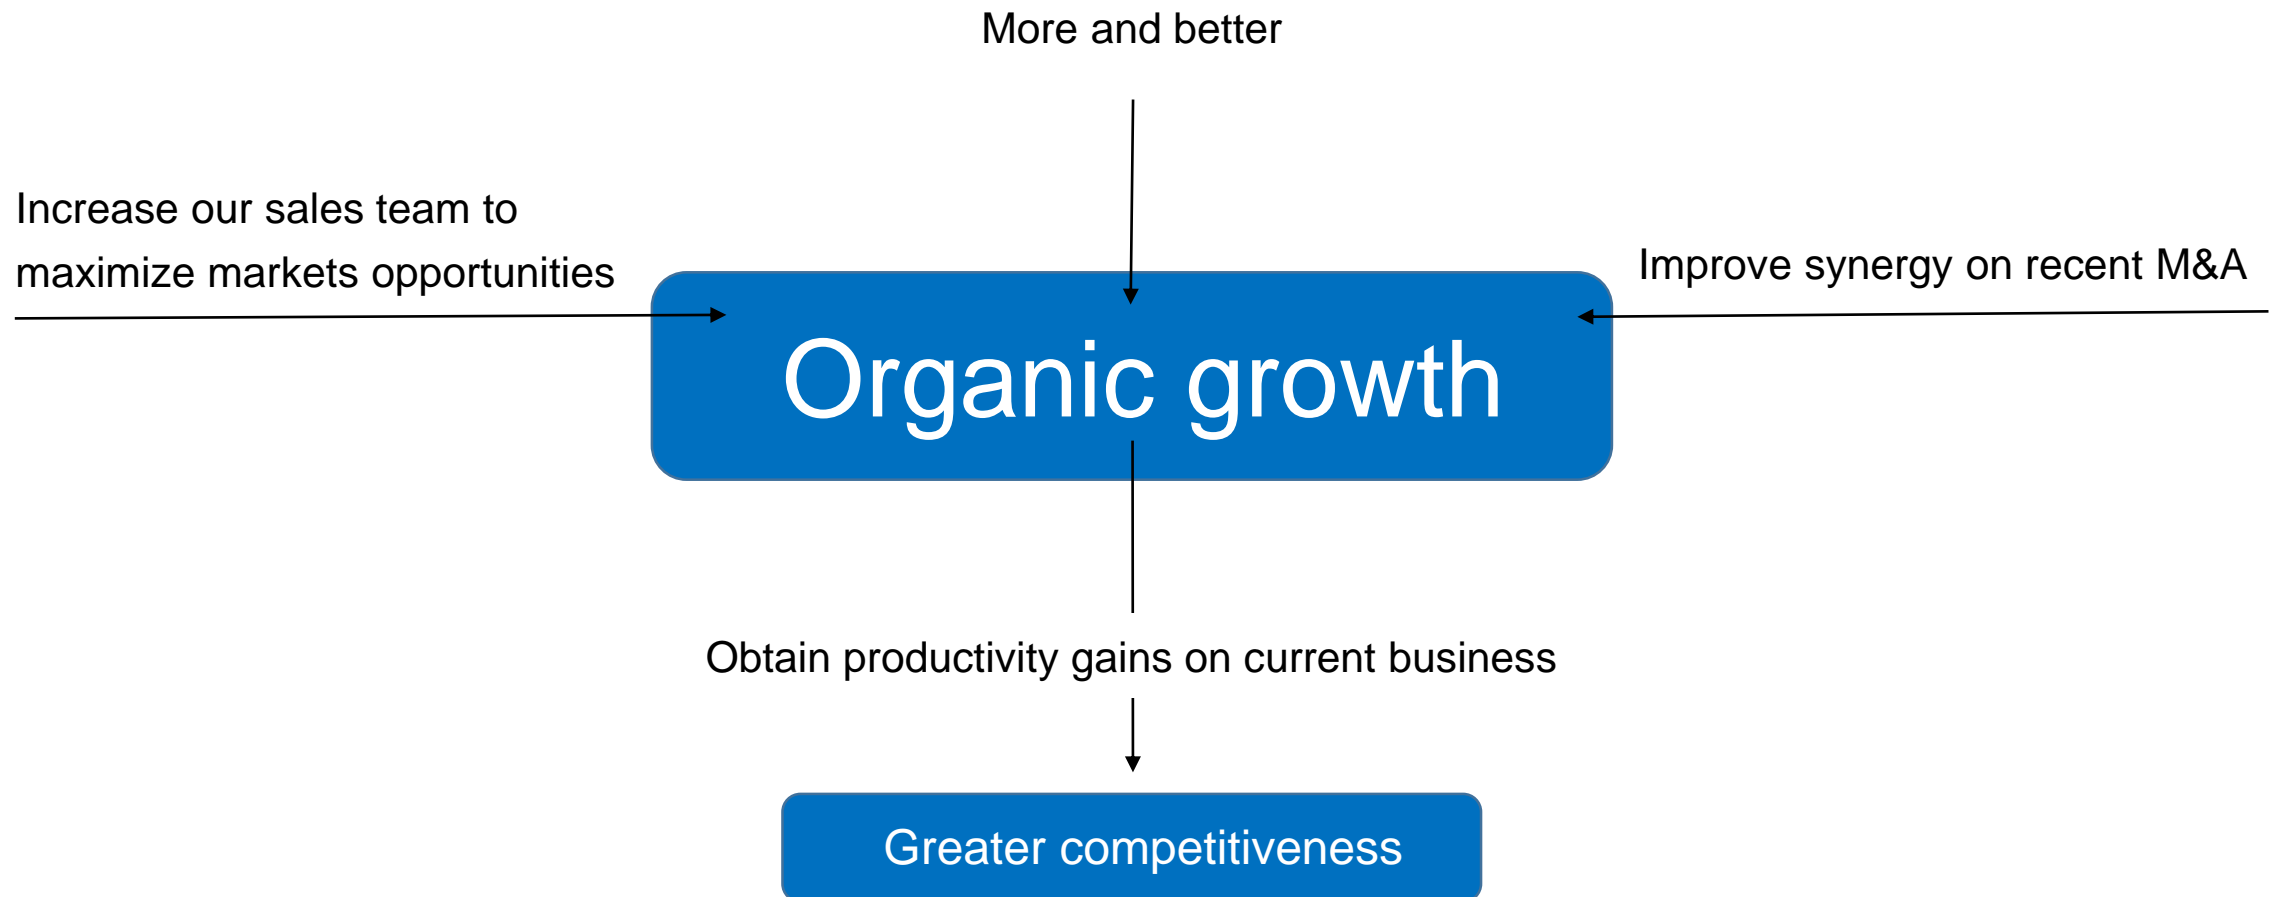 More and better
Increase our sales team to
maximize markets opportunities
Improve synergy on recent M&A
Organic growth
Obtain productivity gains on current business
Greater competitiveness